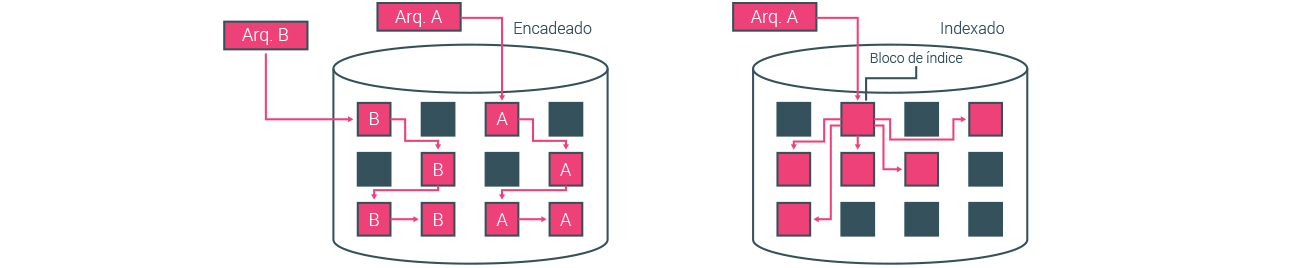 Arq. B
Arq. A
Encadeado
B
A
B
A
B
B
A
A
Arq. A
Indexado
Bloco de índice